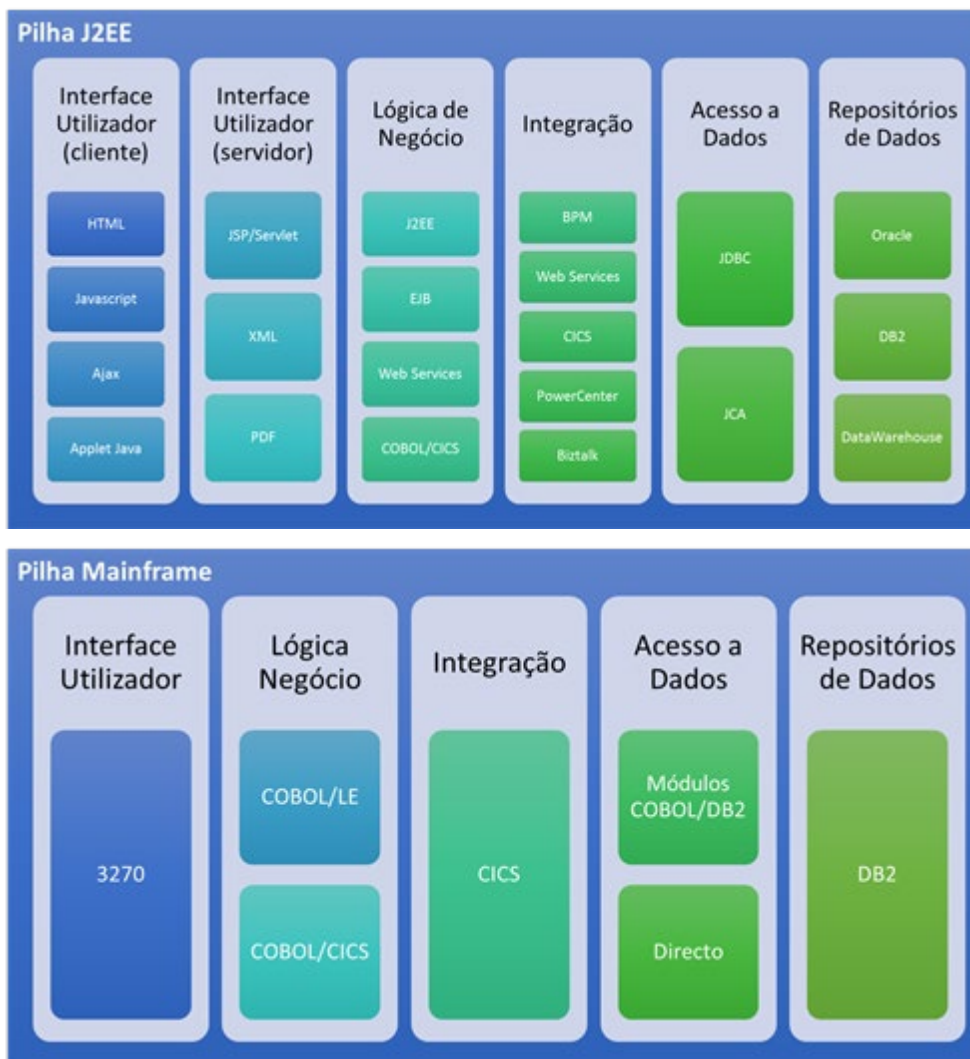 Pilha J2EE
Interface
Utilizador
(cliente)
HTML
Javascript
Ajax
Applet Java
Interface
Utilizador
(servidor)
JSP/Servlet
XML
PDF
Lógica de
Negócio
J2EE
EJB
Web Services
COBOL/CICS
Integração
BPM
Web Services
CICS
PowerCenter
Biztalk
Acesso a
Dados
JDBC
JCA
Repositórios
de Dados
Oracle
DB2
DataWarehouse
Pilha Mainframe
Interface
Utilizador
3270
Lógica
Negócio
COBOL/LE
COBOL/CICS
Integração
CICS
Acesso a
Dados
Módulos
COBOL/DB2
Directo
Repositórios
de Dados
DB2